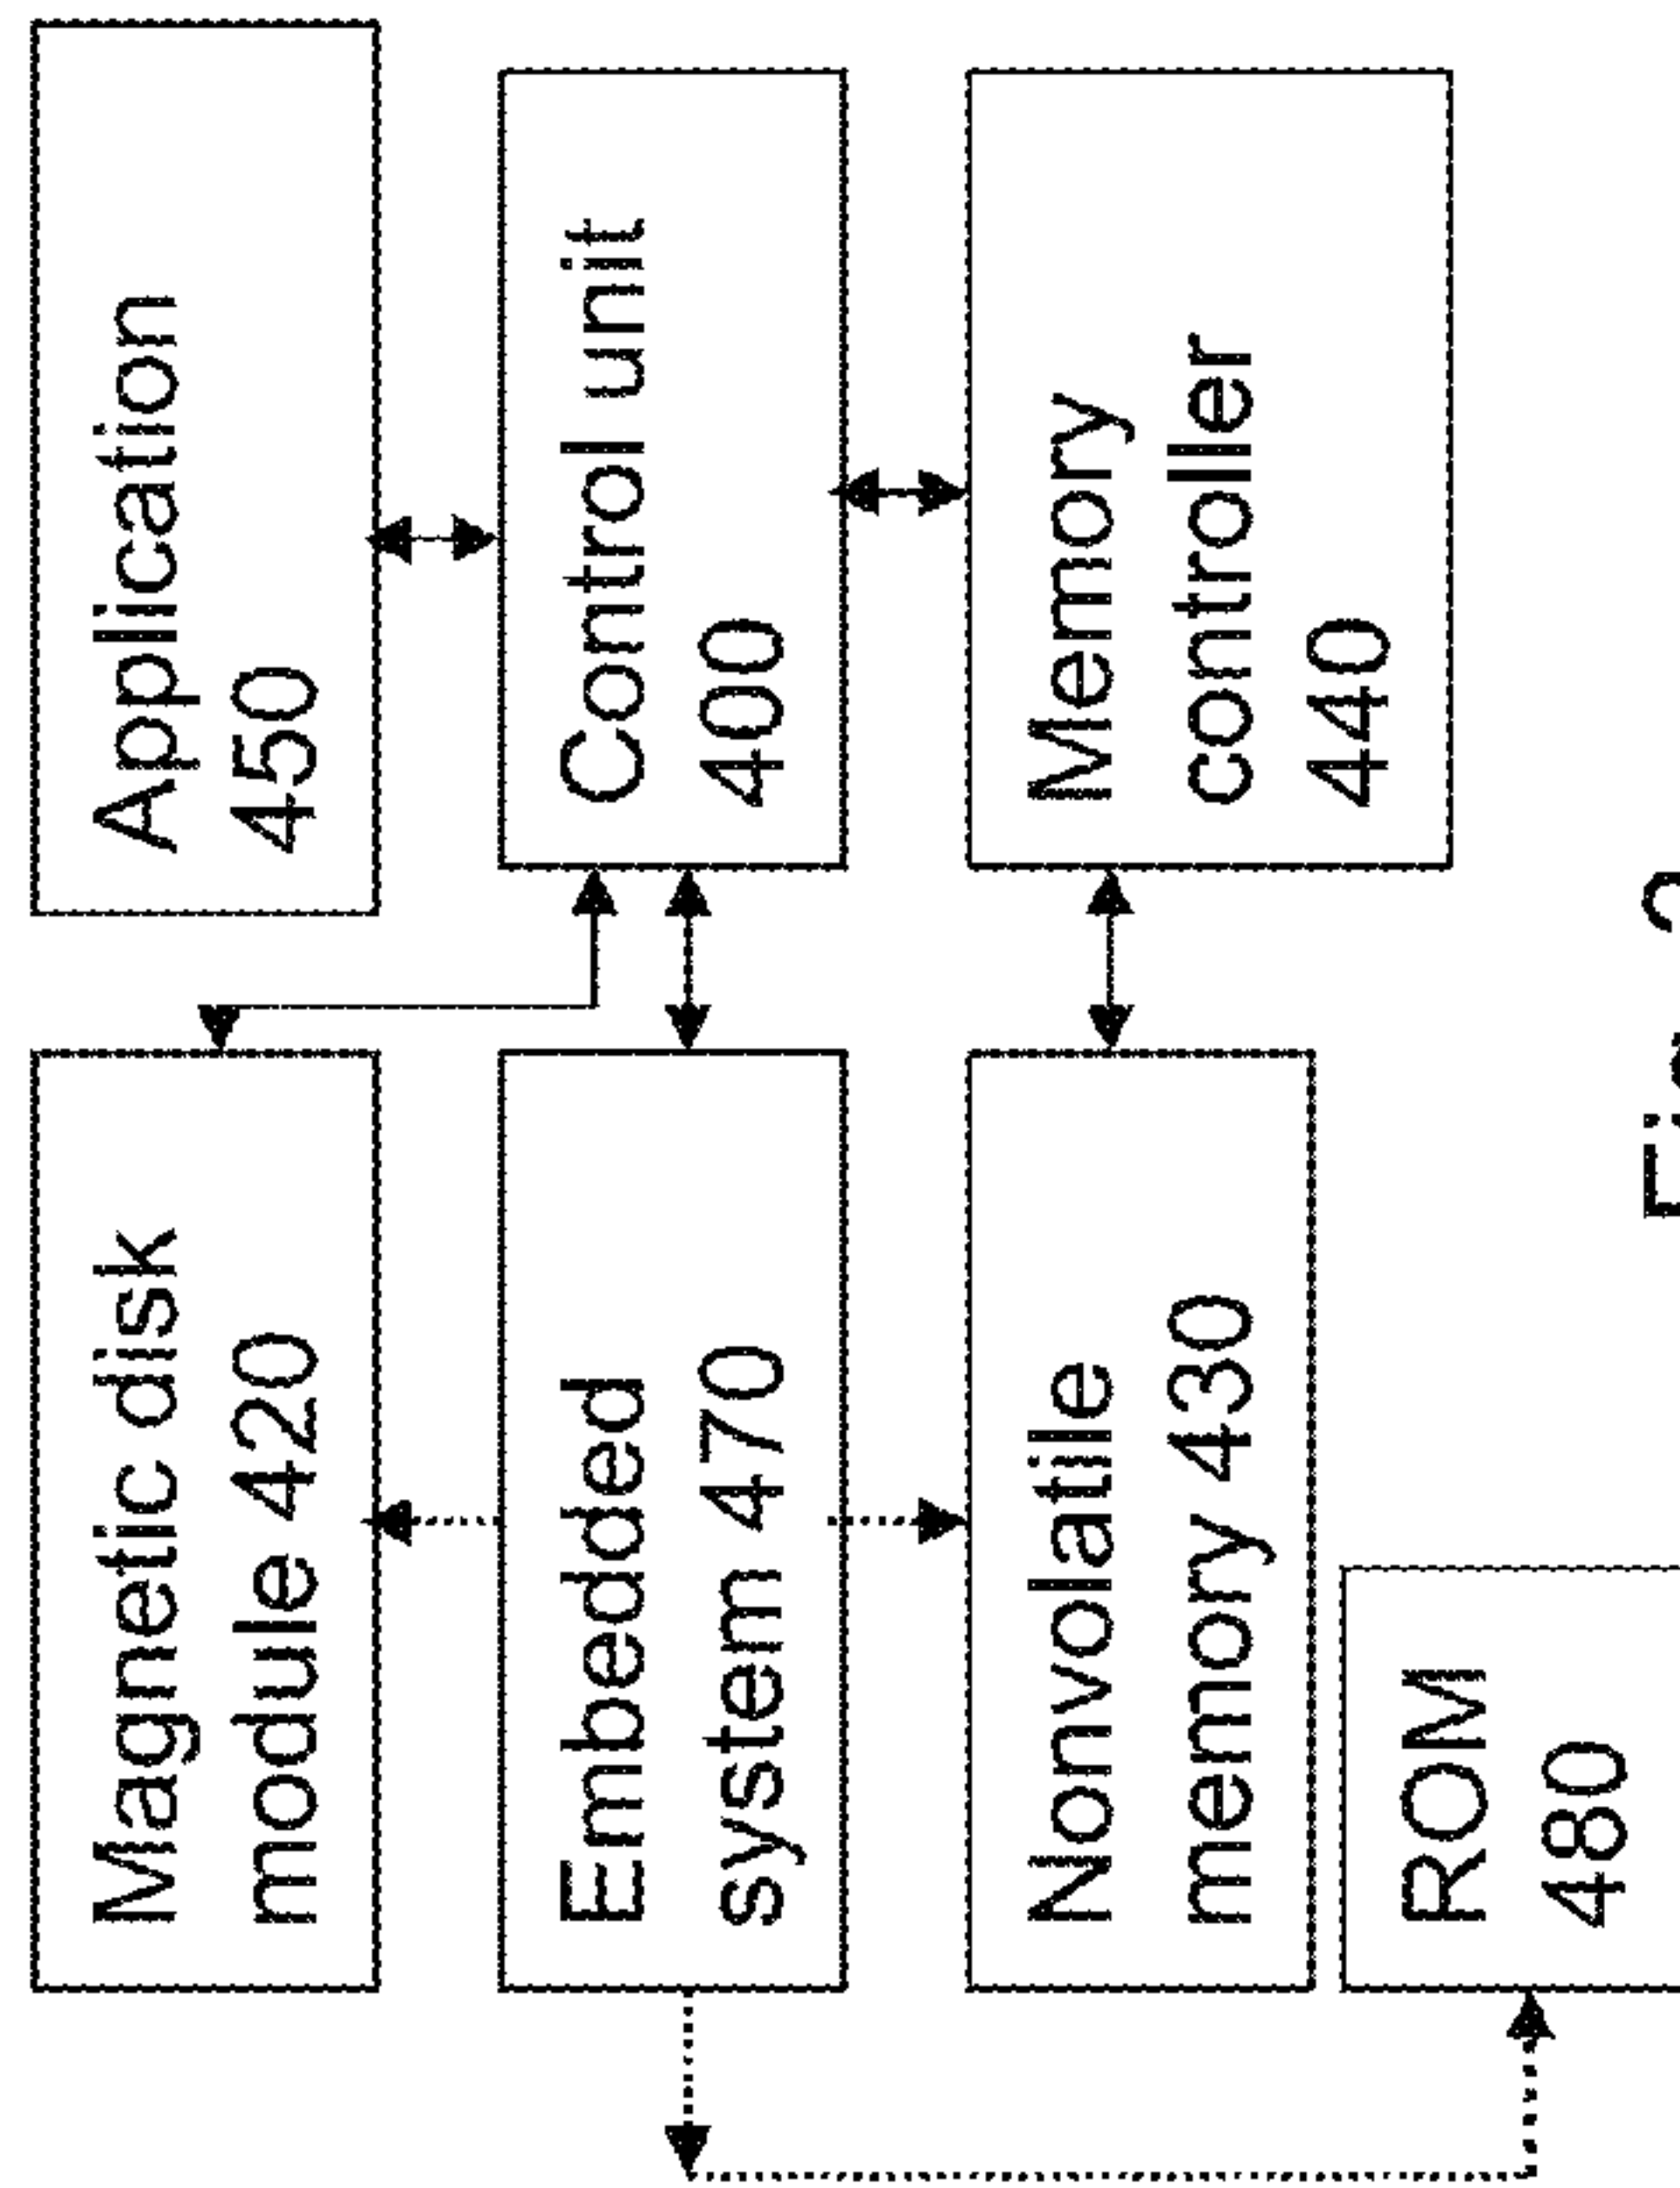 Magnetic disk
module 420
Application
450
Embedded
system 470
Control unit
400
Nonvolatile
memory 430
Memory
controller
440
ROM
480